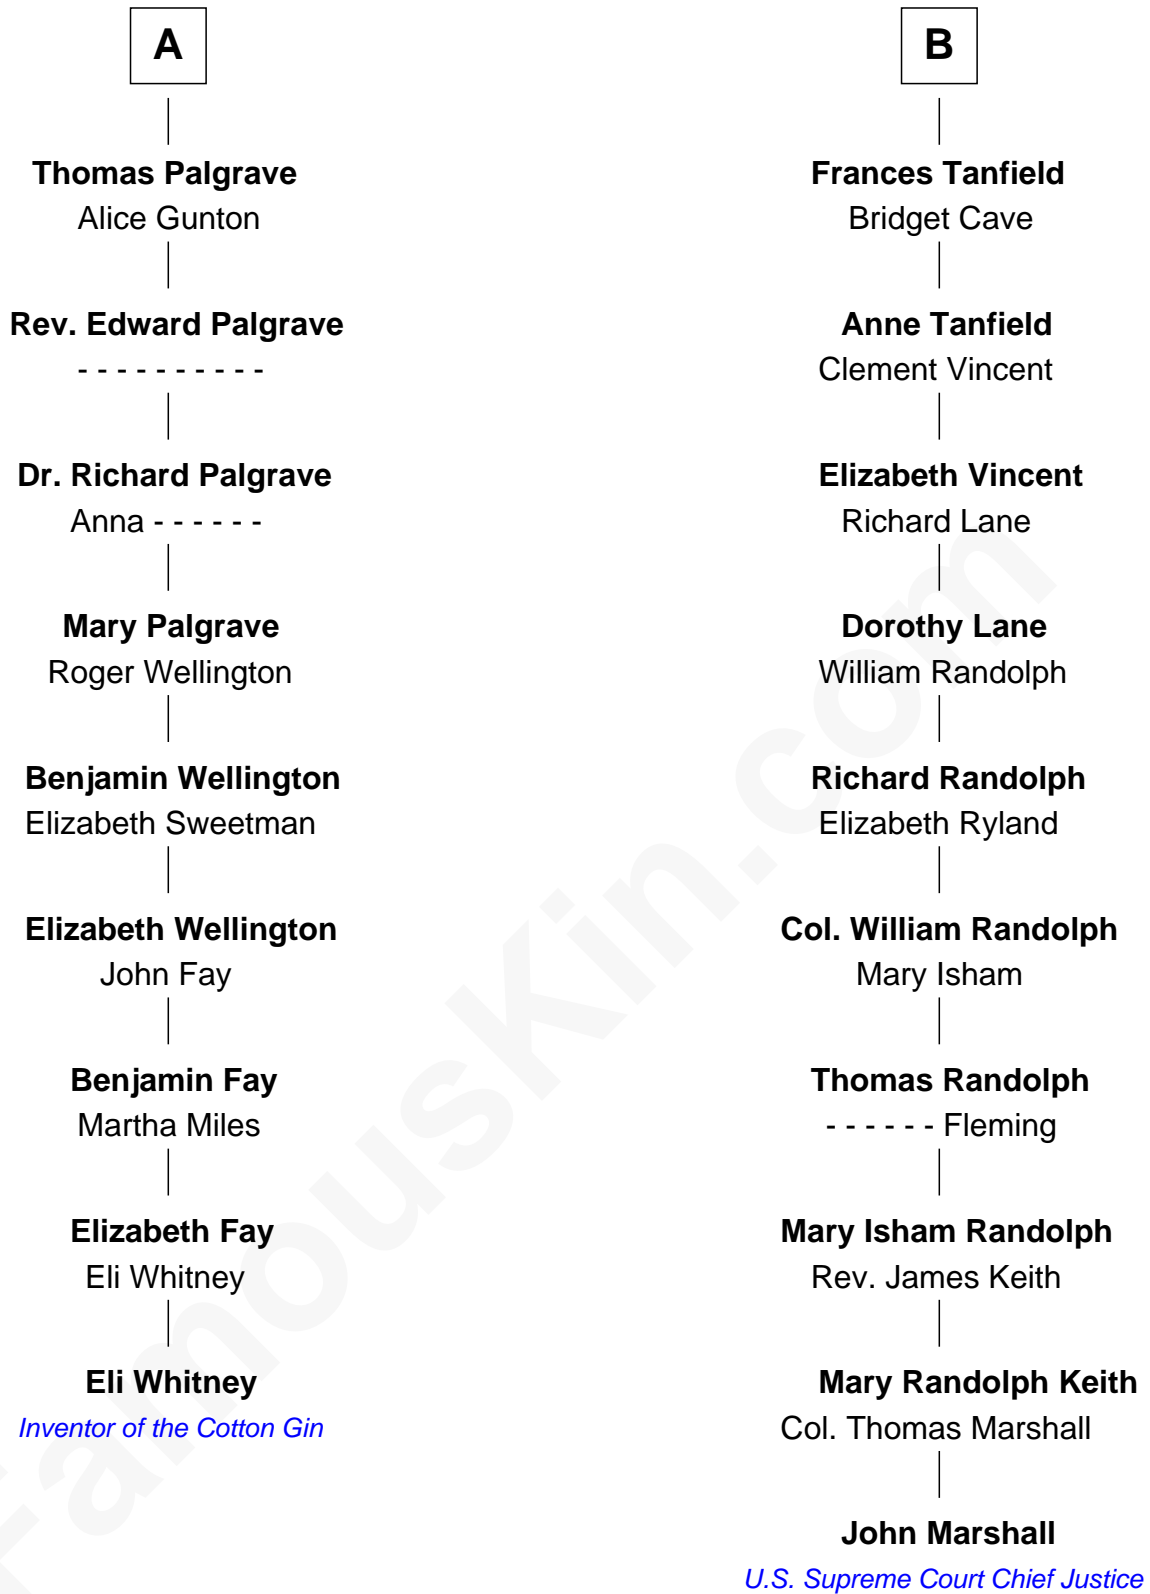 A
Thomas Palgrave
Alice Gunton
Rev. Edward Palgrave
- - - - - - - - - -
Dr. Richard Palgrave
Anna - - - - - -
Mary Palgrave
Roger Wellington
Benjamin Wellington
Elizabeth Sweetman
Elizabeth Wellington
John Fay
Benjamin Fay
Martha Miles
Elizabeth Fay
Eli Whitney
Eli Whitney
Inventor of the Cotton Gin
B
Frances Tanfield
Bridget Cave
Anne Tanfield
Clement Vincent
Elizabeth Vincent
Richard Lane
Dorothy Lane
William Randolph
Richard Randolph
Elizabeth Ryland
Col. William Randolph
Mary Isham
Thomas Randolph
- - - - - - Fleming
Mary Isham Randolph
Rev. James Keith
Mary Randolph Keith
Col. Thomas Marshall
John Marshall
U.S. Supreme Court Chief Justice
FamousKin.com